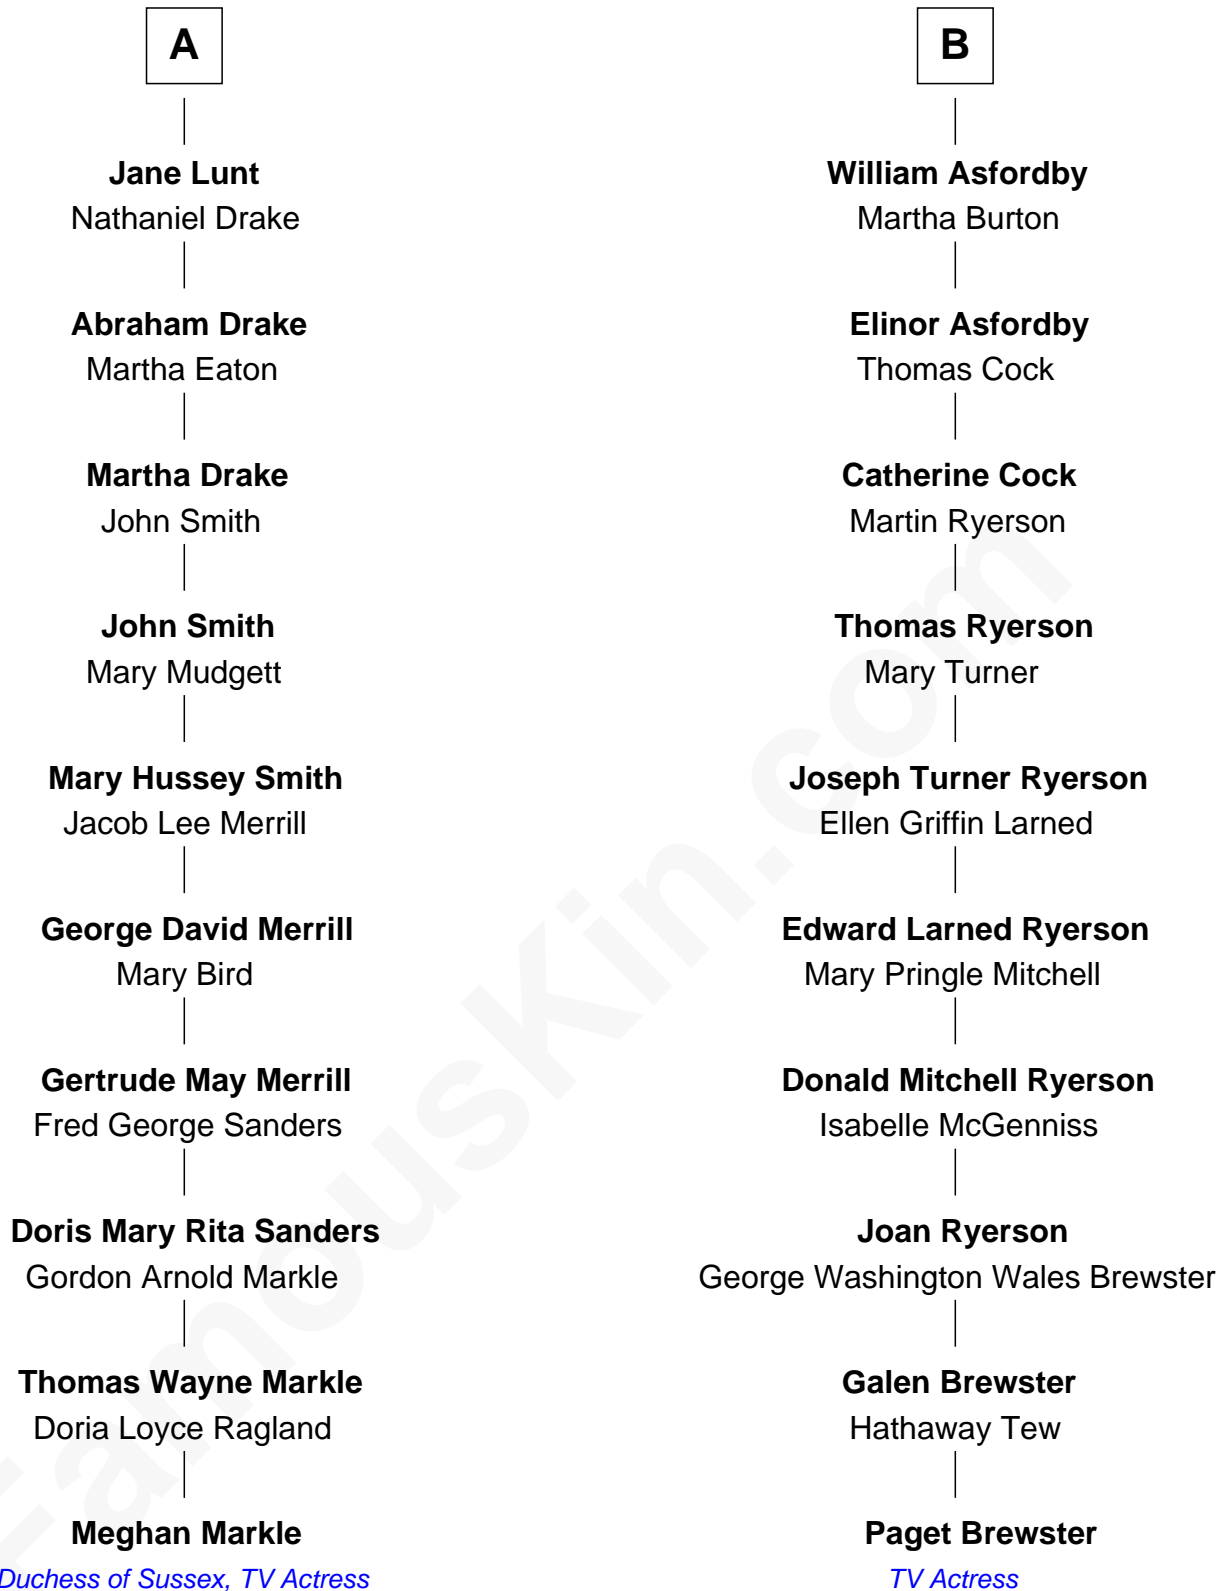 A
Jane Lunt
Nathaniel Drake
Abraham Drake
Martha Eaton
Martha Drake
John Smith
John Smith
Mary Mudgett
Mary Hussey Smith
Jacob Lee Merrill
George David Merrill
Mary Bird
Gertrude May Merrill
Fred George Sanders
Doris Mary Rita Sanders
Gordon Arnold Markle
Thomas Wayne Markle
Doria Loyce Ragland
Meghan Markle
Duchess of Sussex, TV Actress
B
William Asfordby
Martha Burton
Elinor Asfordby
Thomas Cock
Catherine Cock
Martin Ryerson
Thomas Ryerson
Mary Turner
Joseph Turner Ryerson
Ellen Griffin Larned
Edward Larned Ryerson
Mary Pringle Mitchell
Donald Mitchell Ryerson
Isabelle McGenniss
Joan Ryerson
George Washington Wales Brewster
Galen Brewster
Hathaway Tew
Paget Brewster
TV Actress
FamousKin.com